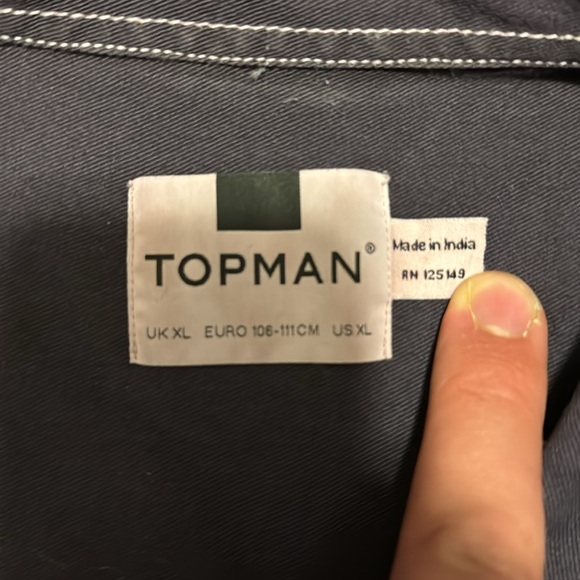 TOPMAN®
UK XL EURO 106-111CM US XL
Made in India
RN 125149